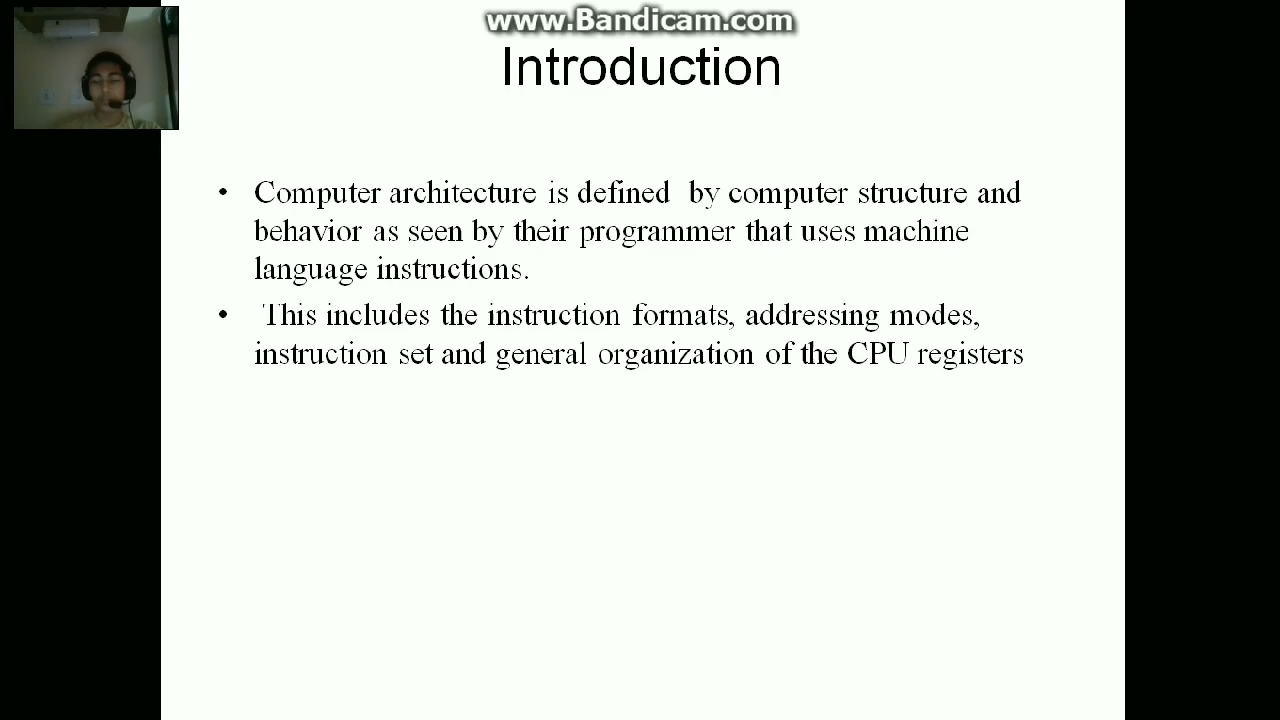 www.Bandicam.com
Introduction
• Computer architecture is defined by computer structure and
behavior as seen by their programmer that uses machine
language instructions.
• This includes the instruction formats, addressing modes,
instruction set and general organization of the CPU registers